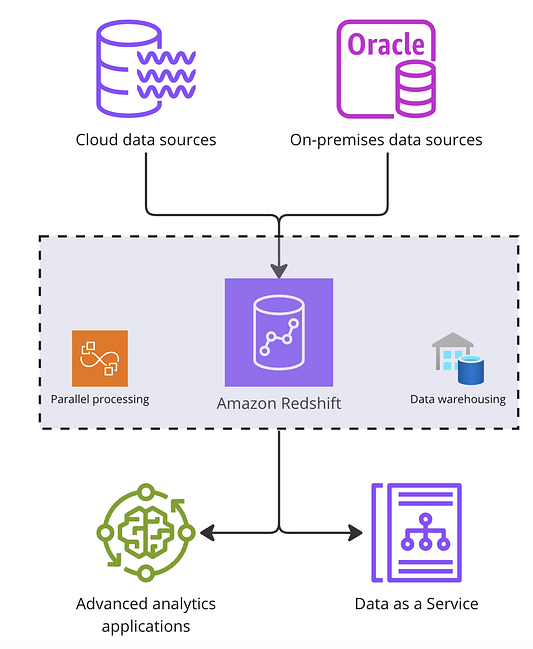 Oracle
Cloud data sources
On-premises data sources
Parallel processing
Amazon Redshift
Data warehousing
Advanced analytics
applications
Data as a Service